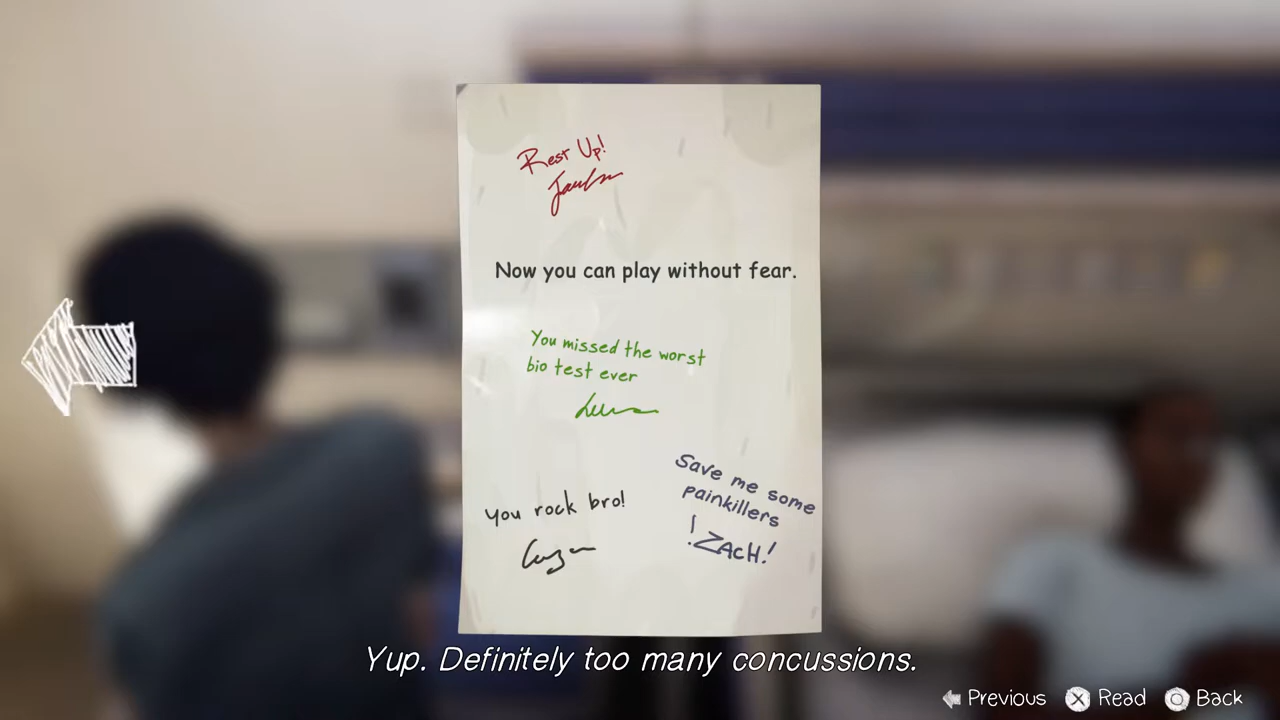 Rest Up!
Now you can play without fear.
You missed the worst
bio test ever
You rock bro!
Save me some
painkillers
!ZACH!
Yup. Definitely too many concussions.
Previous
Read
Back